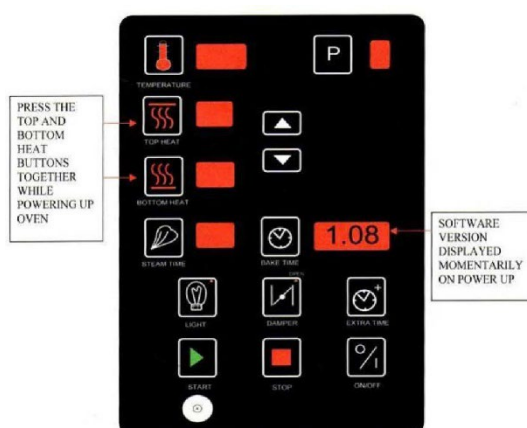 P
TEMPERATURE
PRESS THE
TOP AND
BOTTOM
HEAT
BUTTONS
TOGETHER
WHILE
POWERING UP
OVEN
TOP HEAT
BOTTOM HEAT
STEAM TIME
BAKE TIME
1.08
SOFTWARE
VERSION
DISPLAYED
MOMENTARILY
ON POWER UP
LIGHT
OPEN
DAMPER
EXTRA TIME
START
STOP
ON/OFF